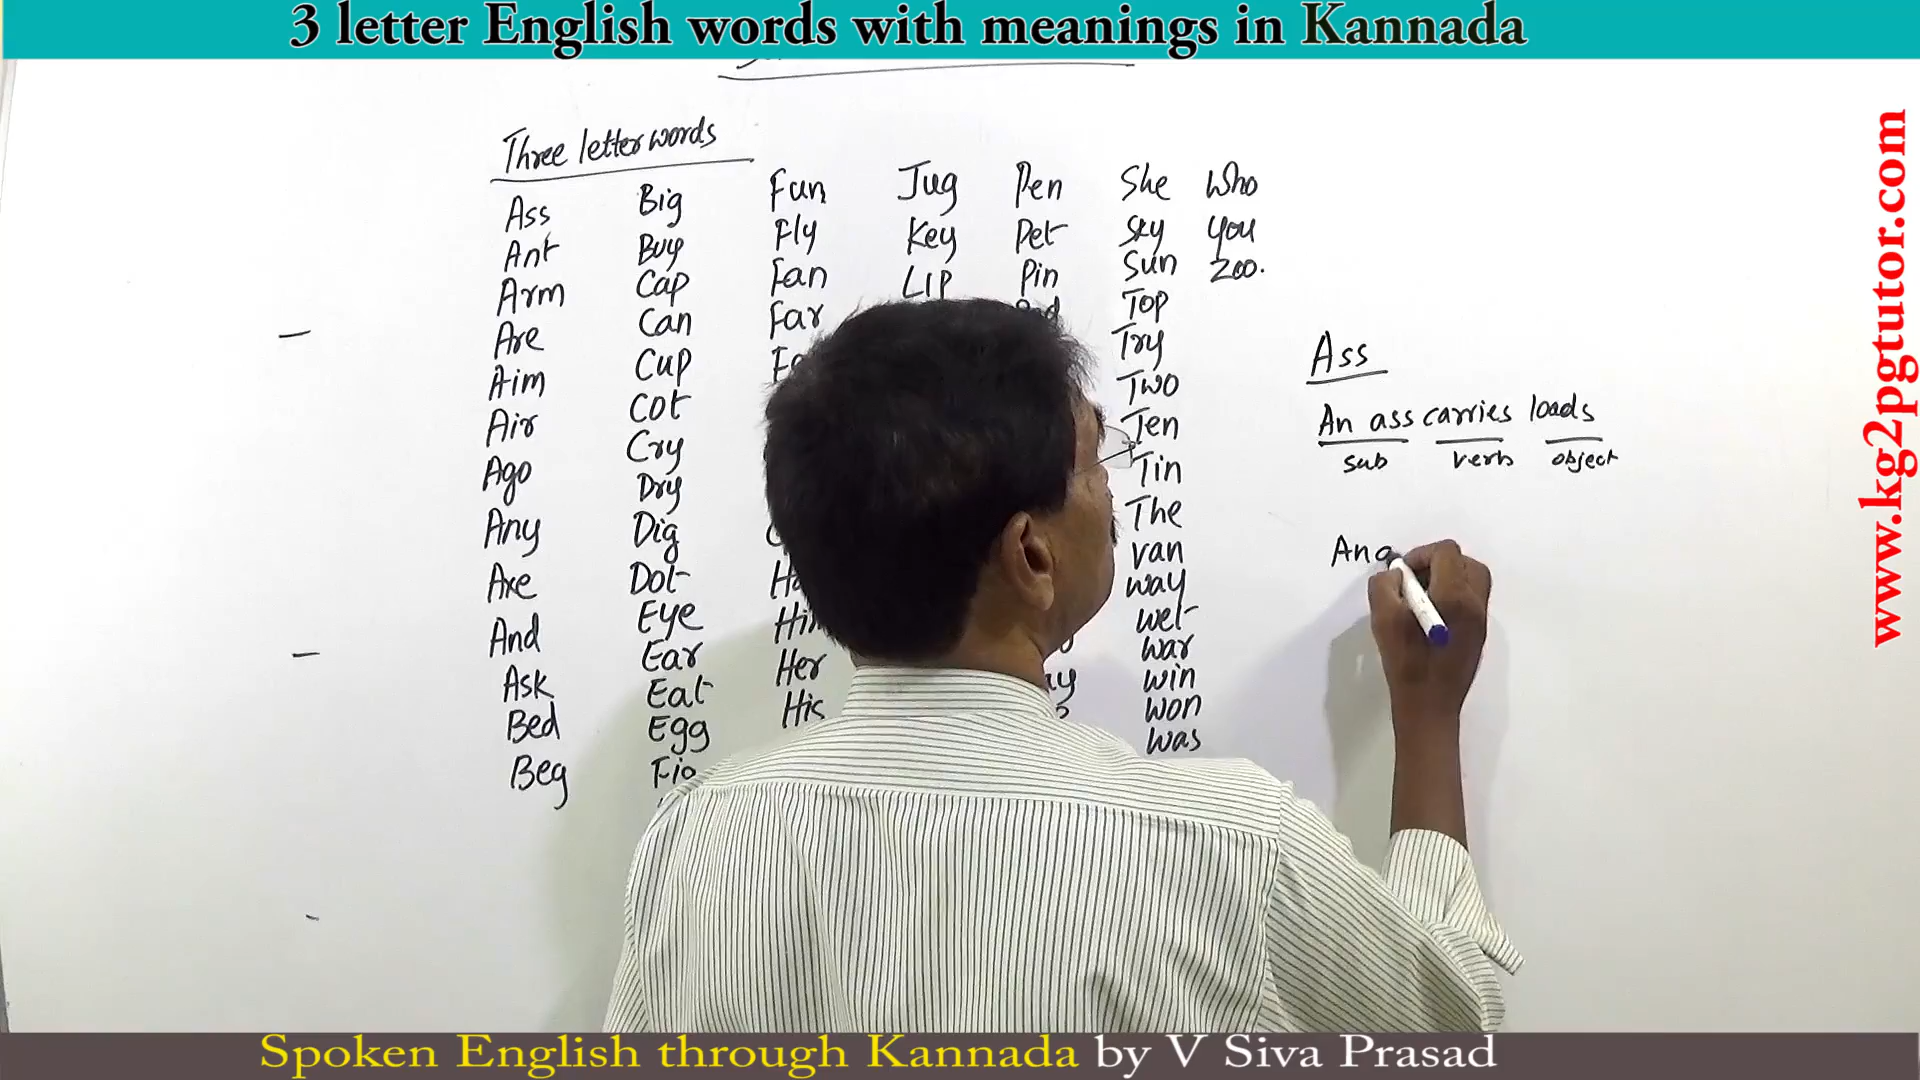 3 letter English words with meanings in Kannada
Three letter words
Ass
Ant
Arm
Are
Aim
Air
Ago
Any
Axe
And
Ask
Bed
Beg
Big
Buy
Cap
Can
Cup
Cot
Cry
Dry
Dig
Dot
Eye
Ear
Eat
Egg
Fun
Fly
Fan
Far
Her
His
Jug
Key
Lip
Pen
Pet
Pin
She
Sky
Sun
Top
Try
Two
Ten
Tin
The
van
way
wet
war
win
won
was
Who
you
zoo.
Ass
An ass carries loads
sub verb object
An a
www.kg2pgtutor.com
Spoken English through Kannada by V Siva Prasad